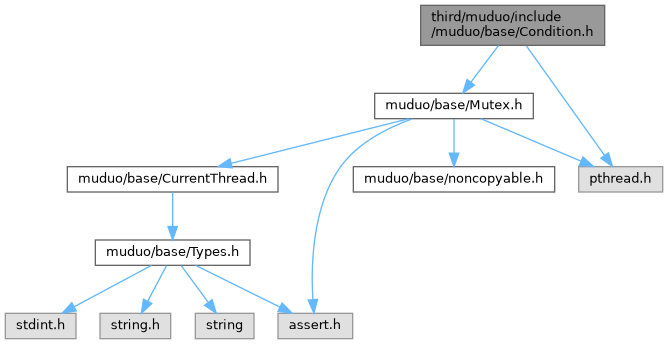 third/muduo/include
/muduo/base/Condition.h
muduo/base/Mutex.h
muduo/base/CurrentThread.h
muduo/base/noncopyable.h
pthread.h
muduo/base/Types.h
stdint.h
string.h
string
assert.h